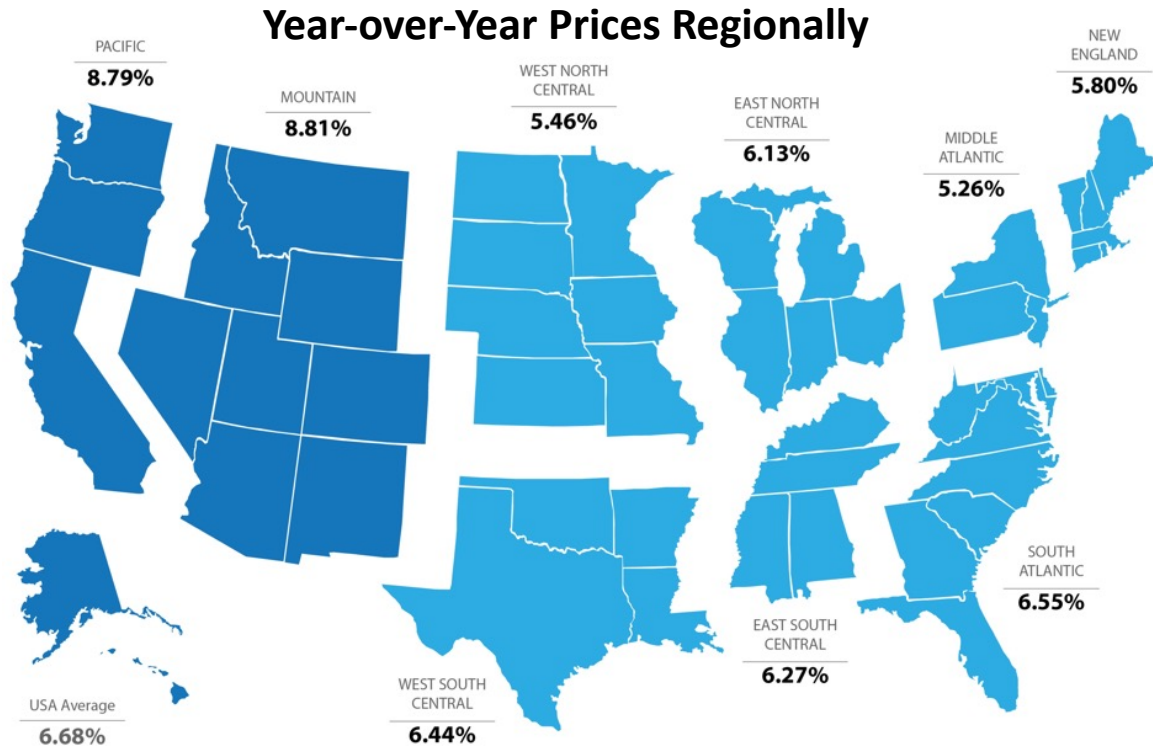 Year-over-Year Prices Regionally
PACIFIC
8.79%
MOUNTAIN
8.81%
WEST NORTH
CENTRAL
5.46%
EAST NORTH
CENTRAL
6.13%
MIDDLE
ATLANTIC
5.26%
NEW
ENGLAND
5.80%
SOUTH
ATLANTIC
6.55%
EAST SOUTH
CENTRAL
6.27%
WEST SOUTH
CENTRAL
6.44%
USA Average
6.68%